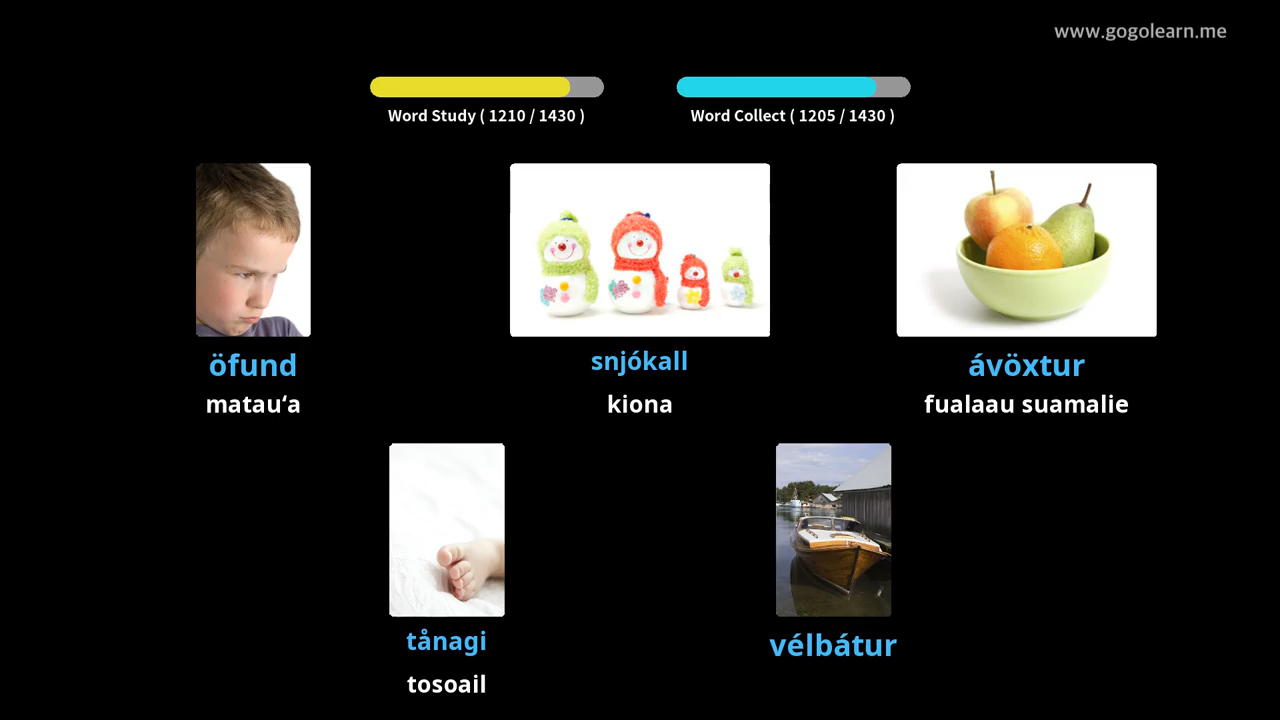 www.gogolearn.me
Word Study ( 1210 / 1430 )
Word Collect ( 1205 / 1430 )
öfund
snjókall
ávöxtur
matau‘a
kiona
fualaau suamalie
tånagi
vélbátur
tosoail